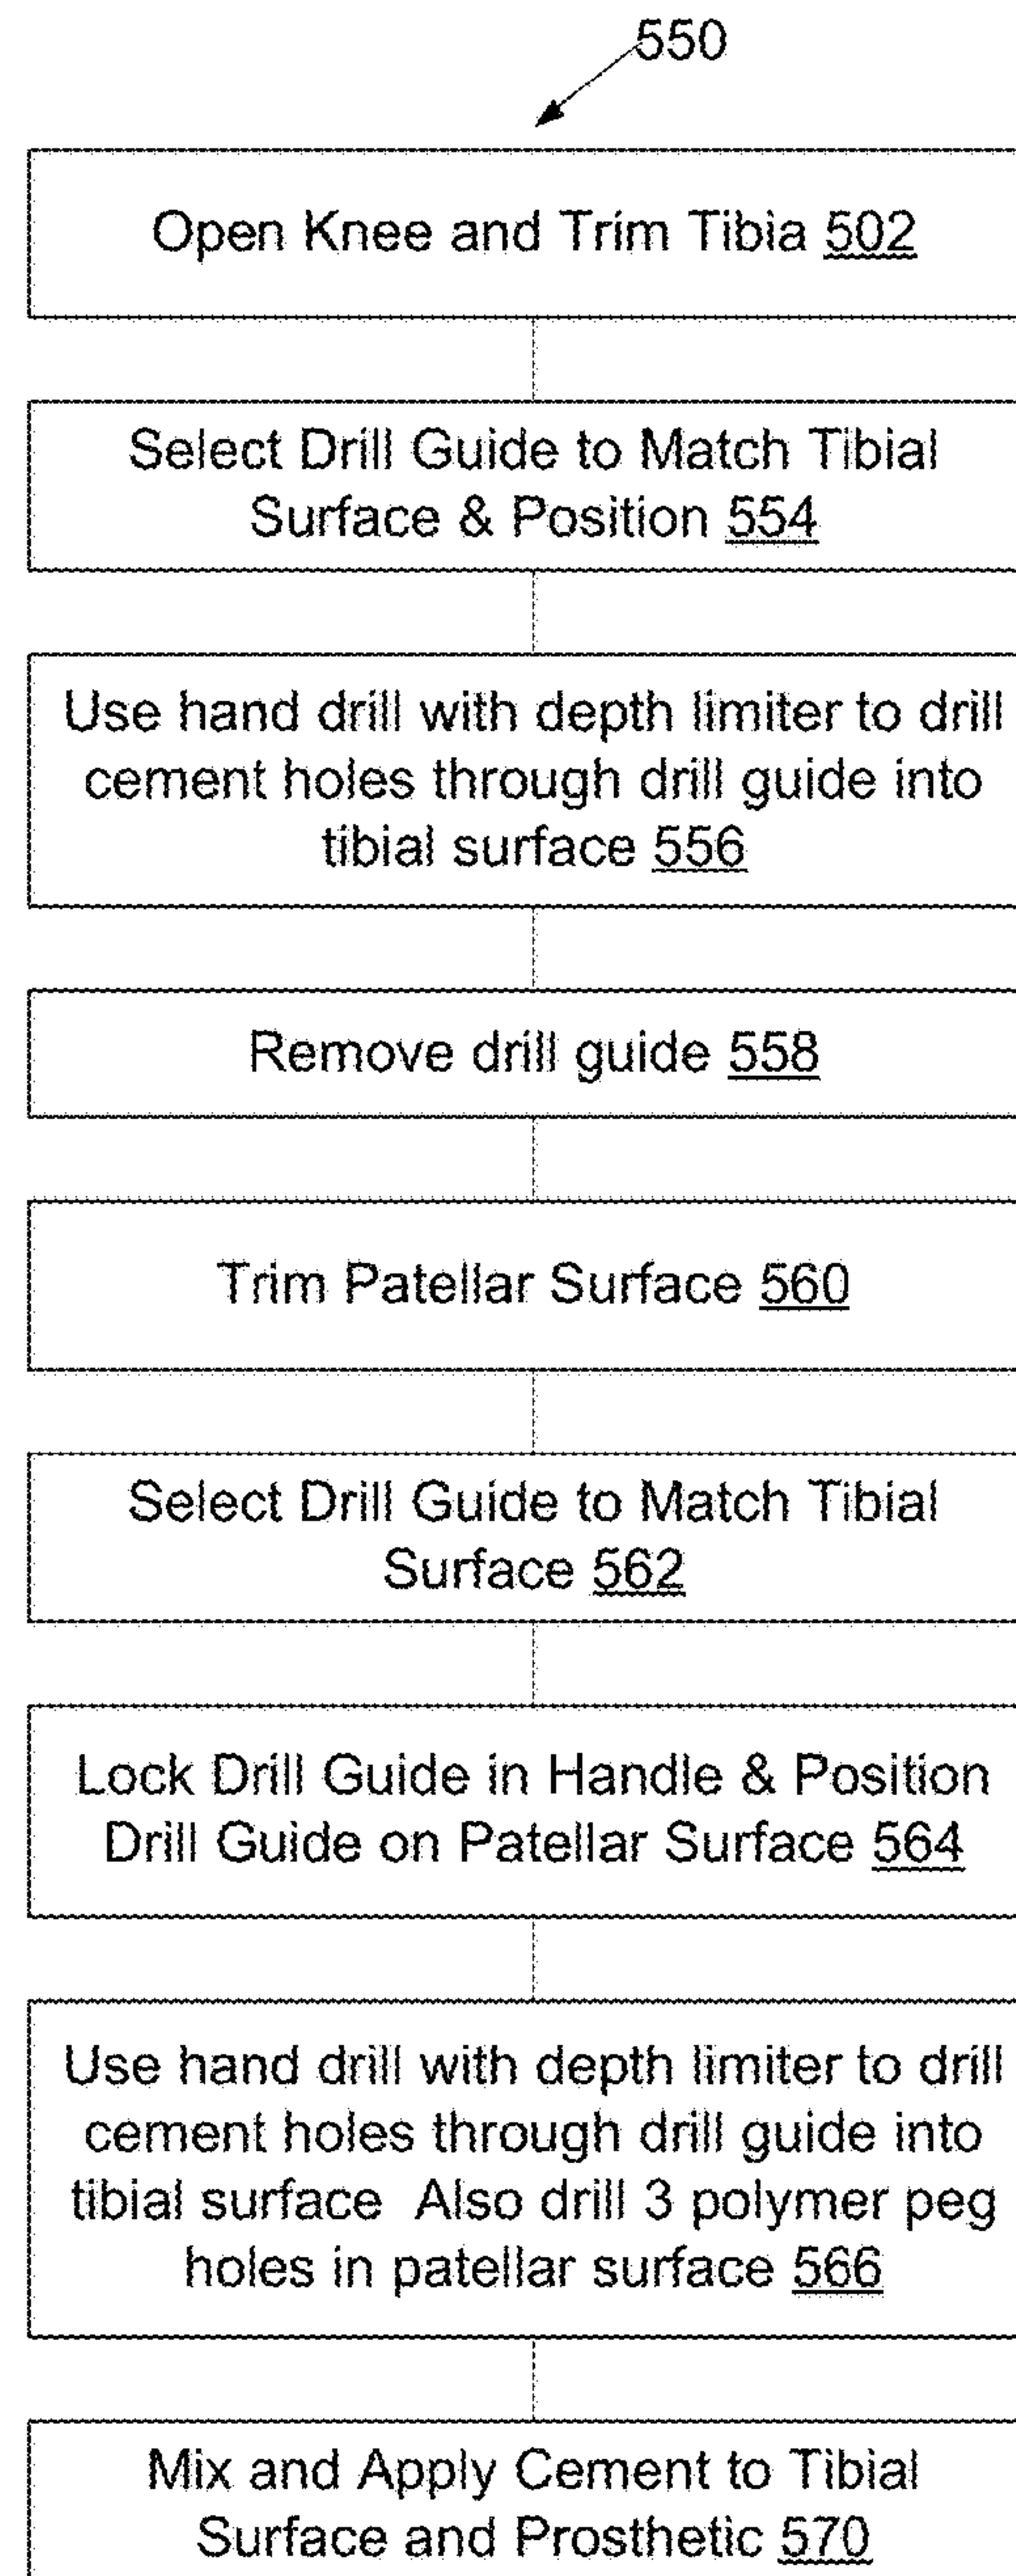 550
Open Knee and Trim Tibia 502
Select Drill Guide to Match Tibial
Surface & Position 554
Use hand drill with depth limiter to drill
cement holes through drill guide into
tibial surface 556
Remove drill guide 558
Trim Patellar Surface 560
Select Drill Guide to Match Tibial
Surface 562
Lock Drill Guide in Handle & Position
Drill Guide on Patellar Surface 564
Use hand drill with depth limiter to drill
cement holes through drill guide into
tibial surface  Also drill 3 polymer peg
holes in patellar surface 566
Mix and Apply Cement to Tibial
Surface and Prosthetic 570